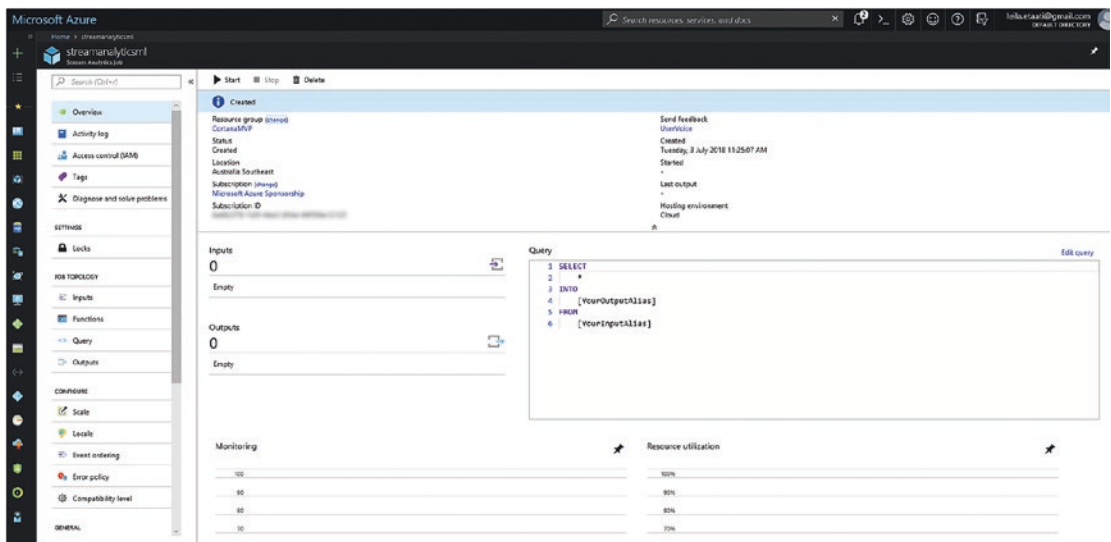 Microsoft Azure
Search resources, services, and docs
2
leila.etaati@gmail.com
DEFAULT DIRECTORY
Home > streamanalyticsml
streamanalyticsml
Stream Analytics job
Search (Ctrl+/)
Start
Stop
Delete
Created
Overview
Activity log
Access control (IAM)
Tags
Diagnose and solve problems
SETTINGS
Locks
JOB TOPOLOGY
Inputs
Functions
Query
Outputs
CONFIGURE
Scale
Locale
Event ordering
Error policy
Compatibility level
GENERAL
Resource group (change)
CortanaMVP
Status
Created
Location
Australia Southeast
Subscription (change)
Microsoft Azure Sponsorship
Subscription ID
Send feedback
UserVoice
Created
Tuesday, 3 July 2018 11:25:07 AM
Started
-
Last output
-
Hosting environment
Cloud
Inputs
0
Empty
Outputs
0
Empty
Query
Edit query
1 SELECT
2 *
3 INTO
4 [YourOutputAlias]
5 FROM
6 [YourInputAlias]
Monitoring
100
90
80
70
Resource utilization
100%
90%
80%
70%